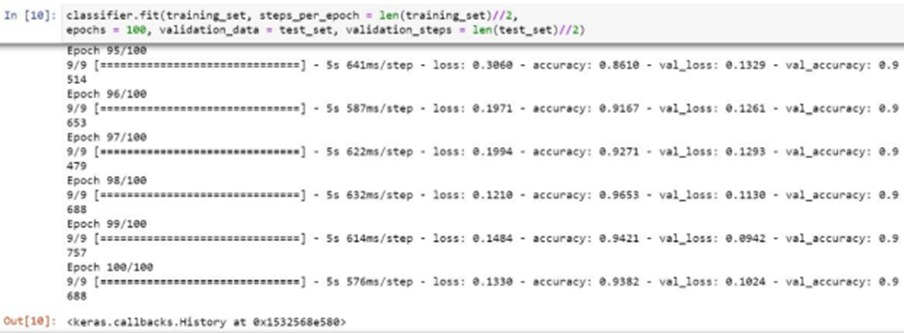 In [10]: classifier.fit(training_set, steps_per_epoch = len(training_set)//2,
epochs = 100, validation_data = test_set, validation_steps = len(test_set)//2)
Epoch 95/100
9/9 [==============================] - 5s 641ms/step - loss: 0.3060 - accuracy: 0.8610 - val_loss: 0.1329 - val_accuracy: 0.9
514
Epoch 96/100
9/9 [==============================] - 5s 587ms/step - loss: 0.1971 - accuracy: 0.9167 - val_loss: 0.1261 - val_accuracy: 0.9
653
Epoch 97/100
9/9 [==============================] - 5s 622ms/step - loss: 0.1994 - accuracy: 0.9271 - val_loss: 0.1293 - val_accuracy: 0.9
479
Epoch 98/100
9/9 [==============================] - 5s 632ms/step - loss: 0.1210 - accuracy: 0.9653 - val_loss: 0.1130 - val_accuracy: 0.9
688
Epoch 99/100
9/9 [==============================] - 5s 614ms/step - loss: 0.1484 - accuracy: 0.9421 - val_loss: 0.0942 - val_accuracy: 0.9
757
Epoch 100/100
9/9 [==============================] - 5s 576ms/step - loss: 0.1330 - accuracy: 0.9382 - val_loss: 0.1024 - val_accuracy: 0.9
688
Out[10]: <keras.callbacks.History at 0x1532568e580>